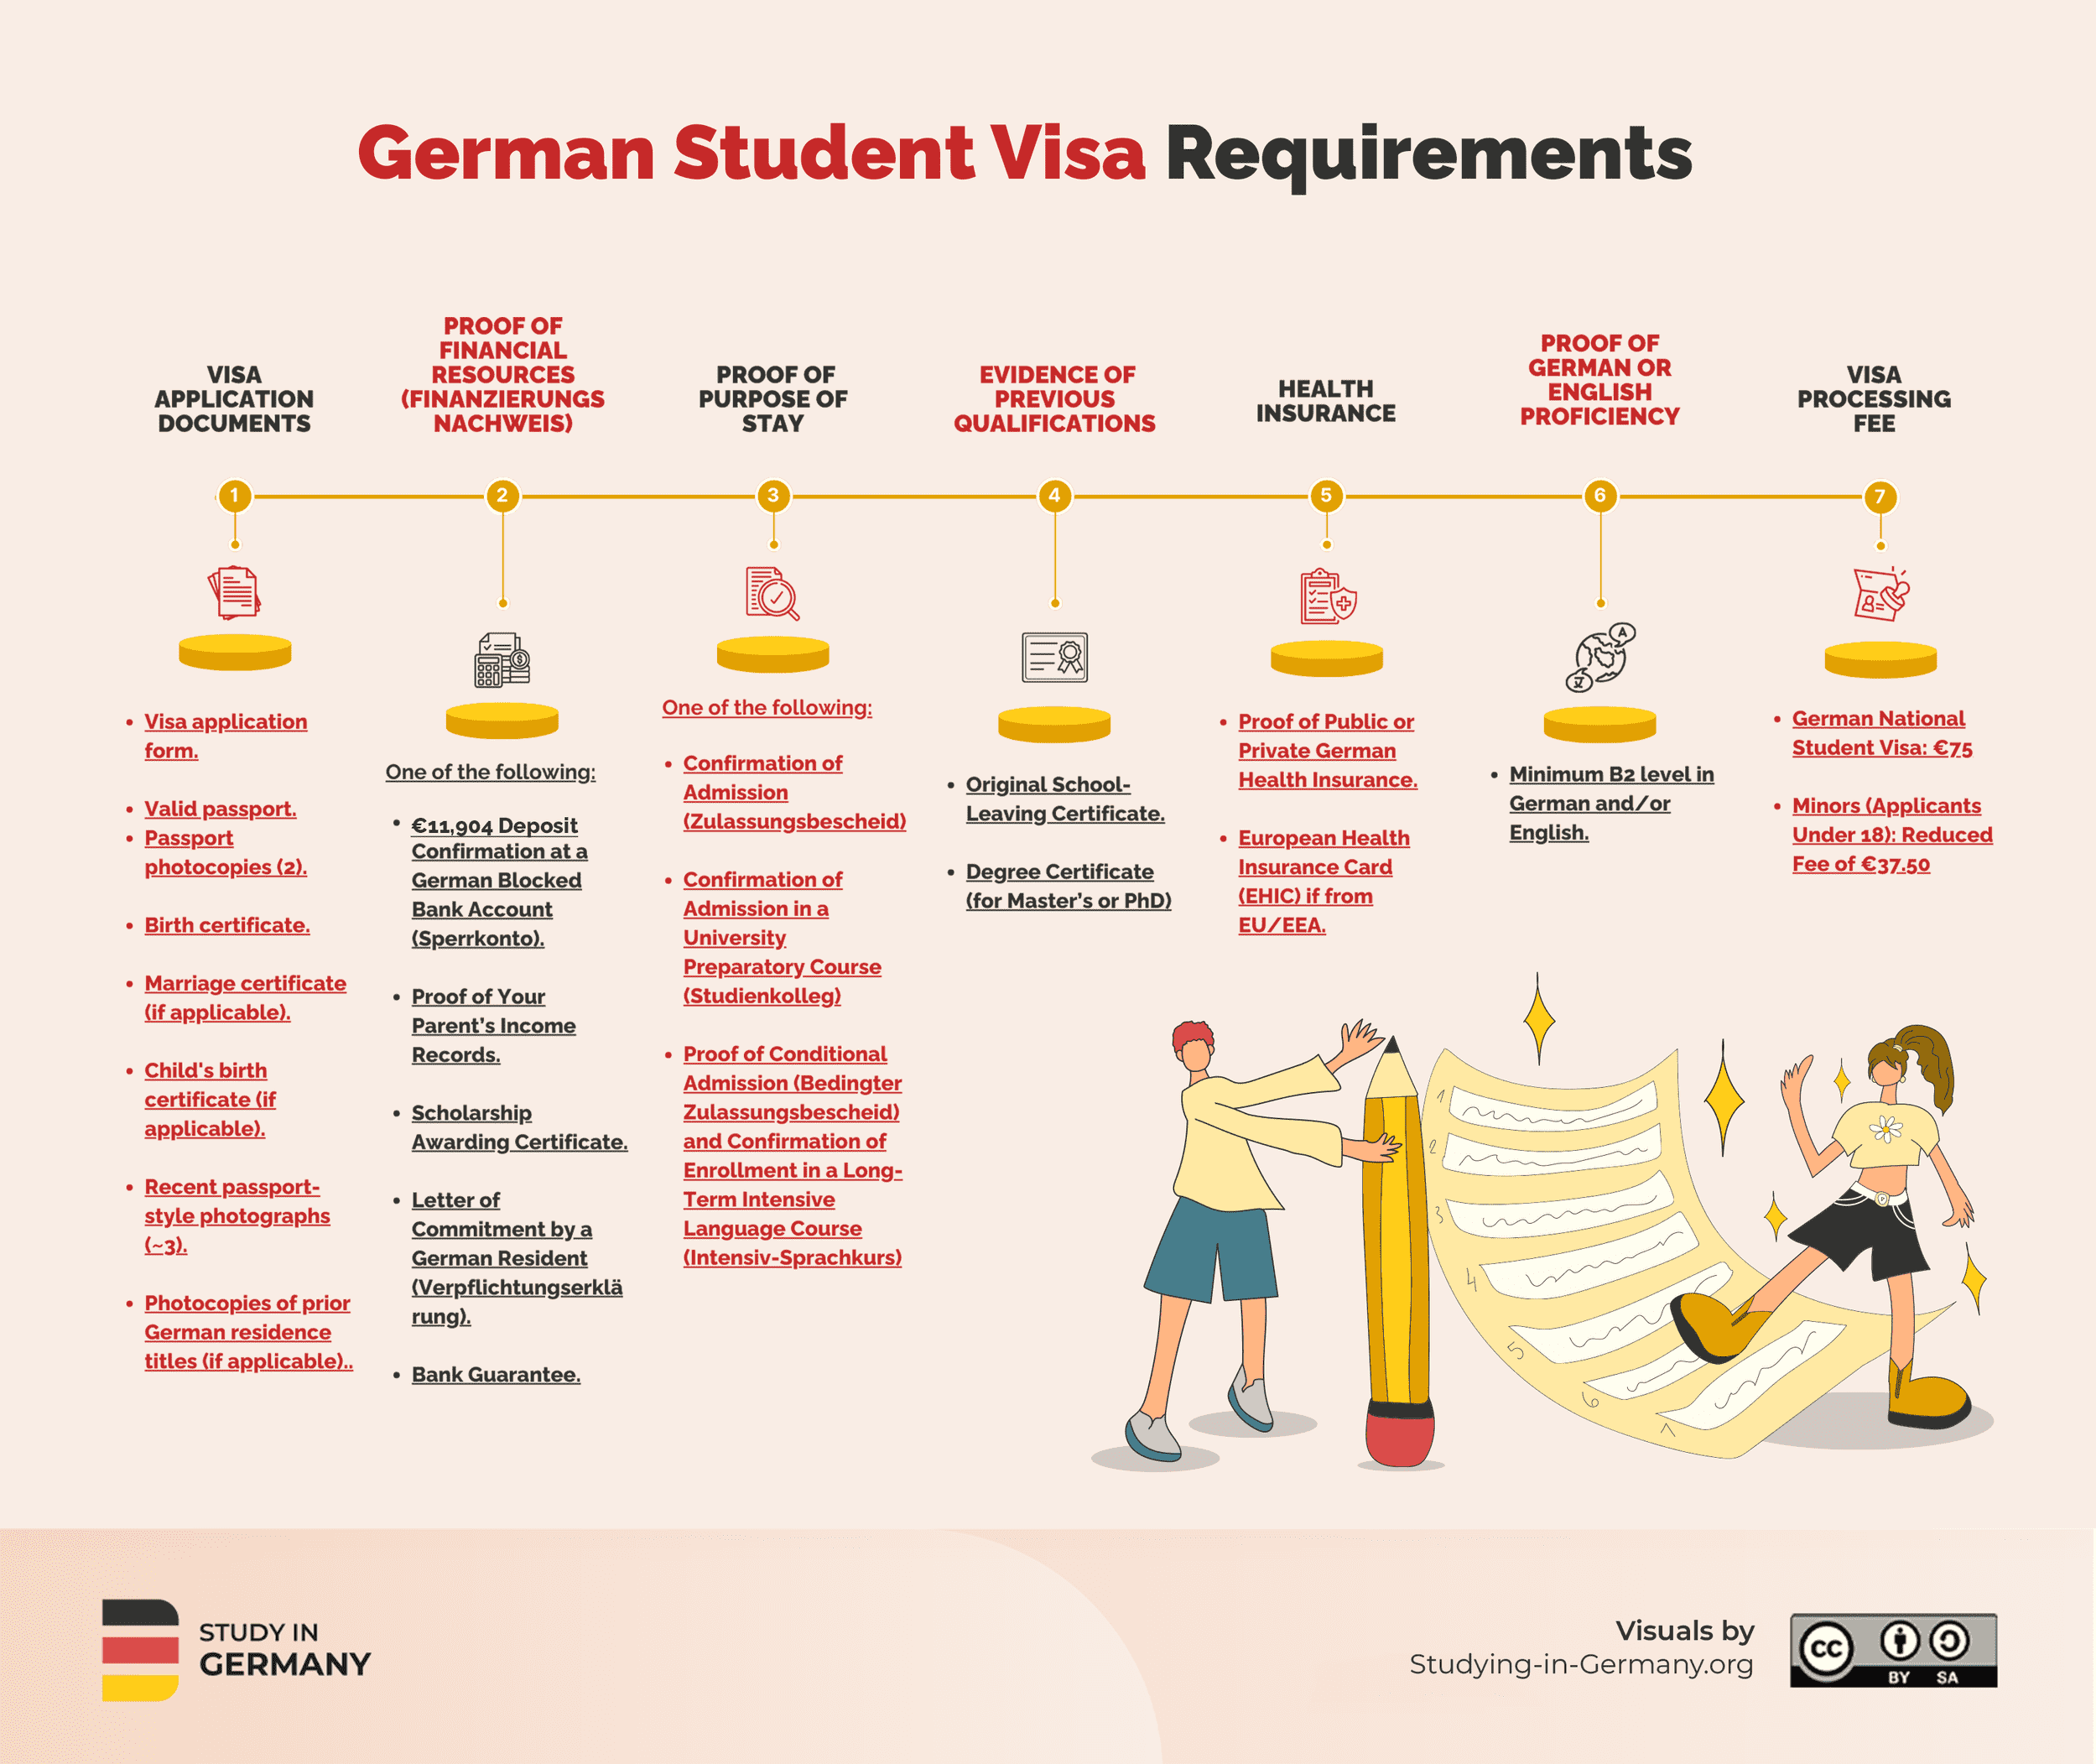 German Student Visa Requirements
VISA
APPLICATION
DOCUMENTS
1
• Visa application
form.
• Valid passport.
• Passport
photocopies (2).
• Birth certificate.
• Marriage certificate
(if applicable).
• Child's birth
certificate (if
applicable).
• Recent passport-
style photographs
(~3).
• Photocopies of prior
German residence
titles (if applicable)..
PROOF OF
FINANCIAL
RESOURCES
(FINANZIERUNGS
NACHWEIS)
2
One of the following:
• €11,904 Deposit
Confirmation at a
German Blocked
Bank Account
(Sperrkonto).
• Proof of Your
Parent’s Income
Records.
• Scholarship
Awarding Certificate.
• Letter of
Commitment by a
German Resident
(Verpflichtungserklä
rung).
• Bank Guarantee.
PROOF OF
PURPOSE OF
STAY
3
One of the following:
• Confirmation of
Admission
(Zulassungsbescheid)
• Confirmation of
Admission in a
University
Preparatory Course
(Studienkolleg)
• Proof of Conditional
Admission (Bedingter
Zulassungsbescheid)
and Confirmation of
Enrollment in a Long-
Term Intensive
Language Course
(Intensiv-Sprachkurs)
EVIDENCE OF
PREVIOUS
QUALIFICATIONS
4
• Original School-
Leaving Certificate.
• Degree Certificate
(for Master’s or PhD)
HEALTH
INSURANCE
5
• Proof of Public or
Private German
Health Insurance.
• European Health
Insurance Card
(EHIC) if from
EU/EEA.
PROOF OF
GERMAN OR
ENGLISH
PROFICIENCY
6
A
• Minimum B2 level in
German and/or
English.
VISA
PROCESSING
FEE
7
• German National
Student Visa: €75
• Minors (Applicants
Under 18): Reduced
Fee of €37.50
1
2
3
4
5
6
STUDY IN
GERMANY
Visuals by
Studying-in-Germany.org
CC
BY SA